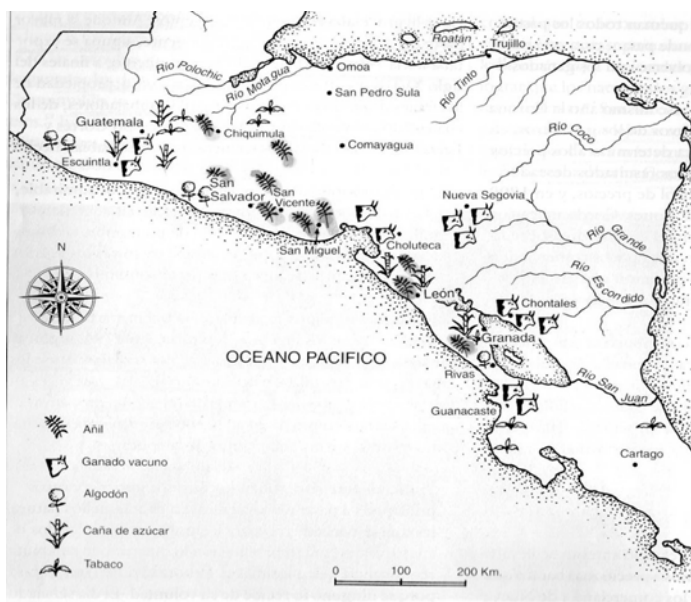 Roatán
Trujillo
Río Polochic
Río Motagua
Omoa
San Pedro Sula
Río Tinto
Guatemala
Chiquimula
Río Coco
Comayagua
Escuintla
San
Salvador
San
Vicente
Nueva Segovia
San Miguel
Choluteca
Río
Grande
León
Río Escondido
Chontales
Granada
OCEANO PACIFICO
Rivas
Río San
Juan
Guanacaste
Cartago
N
Añil
Ganado vacuno
Algodón
Caña de azúcar
Tabaco
0 100 200 Km.